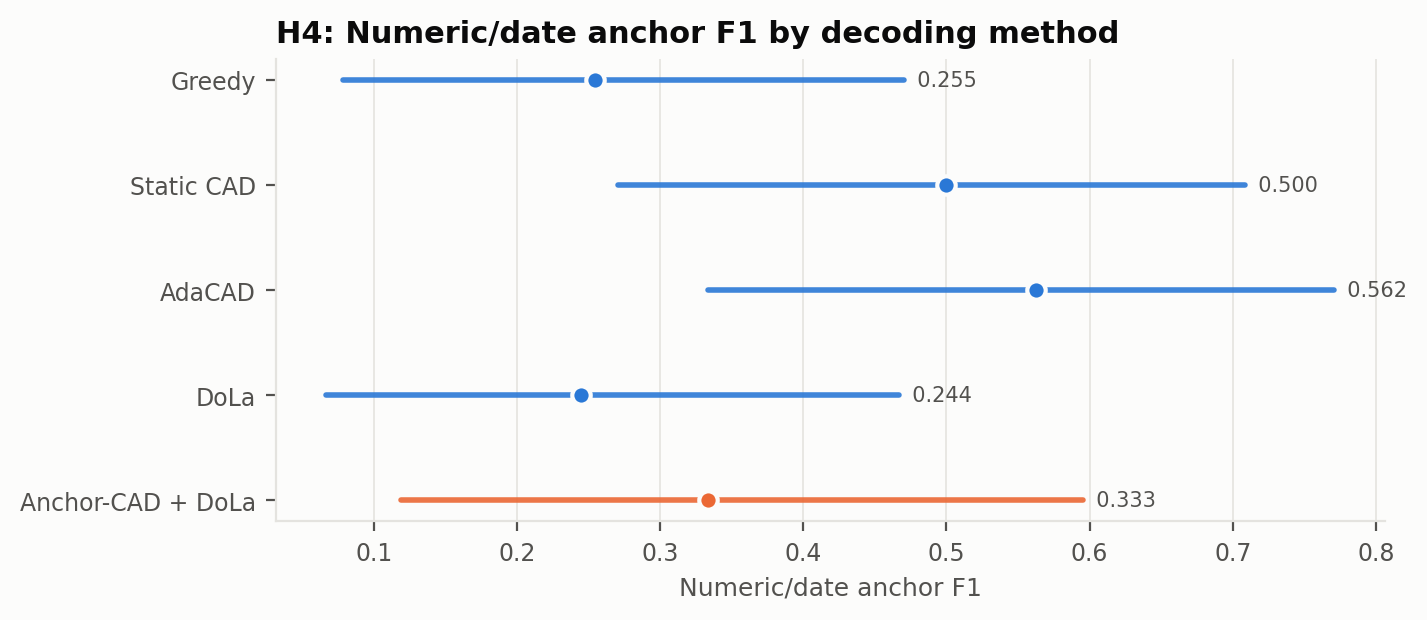 H4: Numeric/date anchor F1 by decoding method
Greedy
0.255
Static CAD
0.500
AdaCAD
0.562
DoLa
0.244
Anchor-CAD + DoLa
0.333
0.1 0.2 0.3 0.4 0.5 0.6 0.7 0.8
Numeric/date anchor F1